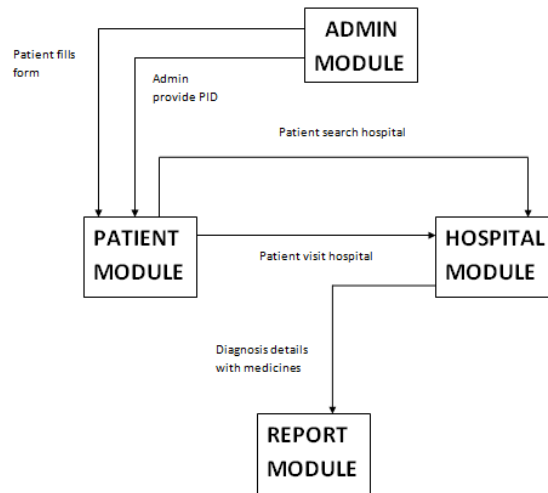 ADMIN
MODULE
Patient fills
form
Admin
provide PID
Patient search hospital
PATIENT
MODULE
HOSPITAL
MODULE
Patient visit hospital
Diagnosis details
with medicines
REPORT
MODULE